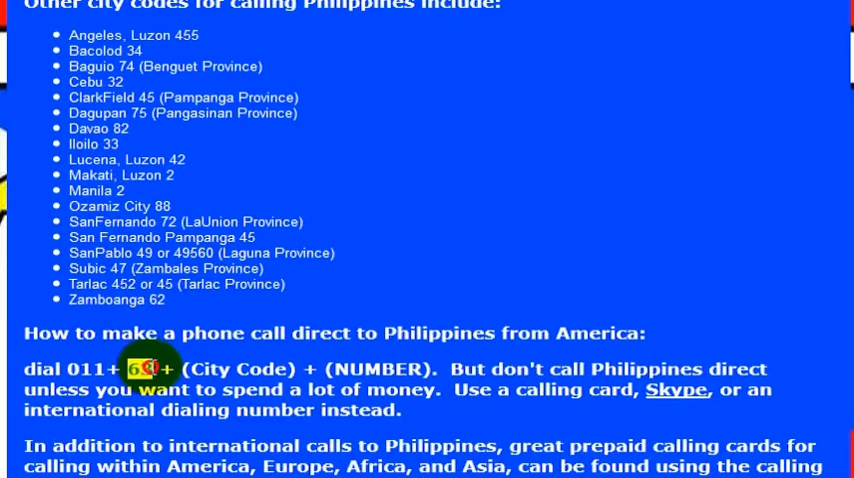 Other city codes for calling Philippines include:
Angeles, Luzon 455
Bacolod 34
Baguio 74 (Benguet Province)
Cebu 32
ClarkField 45 (Pampanga Province)
Dagupan 75 (Pangasinan Province)
Davao 82
Iloilo 33
Lucena, Luzon 42
Makati, Luzon 2
Manila 2
Ozamiz City 88
SanFernando 72 (LaUnion Province)
San Fernando Pampanga 45
SanPablo 49 or 49560 (Laguna Province)
Subic 47 (Zambales Province)
Tarlac 452 or 45 (Tarlac Province)
Zamboanga 62
How to make a phone call direct to Philippines from America:
dial 011+ + (City Code) + (NUMBER). But don't call Philippines direct
unless you want to spend a lot of money. Use a calling card, Skype, or an
international dialing number instead.
In addition to international calls to Philippines, great prepaid calling cards for
calling within America, Europe, Africa, and Asia, can be found using the calling